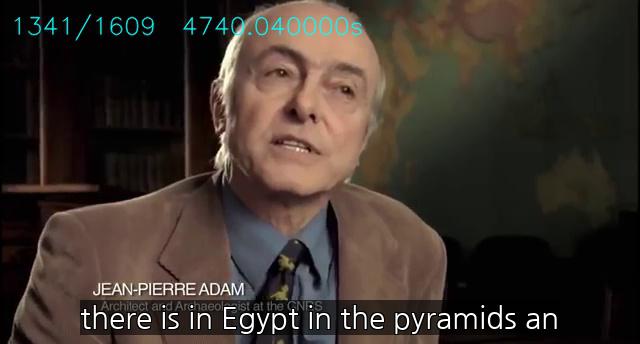 1341/1609 4740.040000s
JEAN-PIERRE ADAM
Architect and Archaeologist at the CNRS
there is in Egypt in the pyramids an